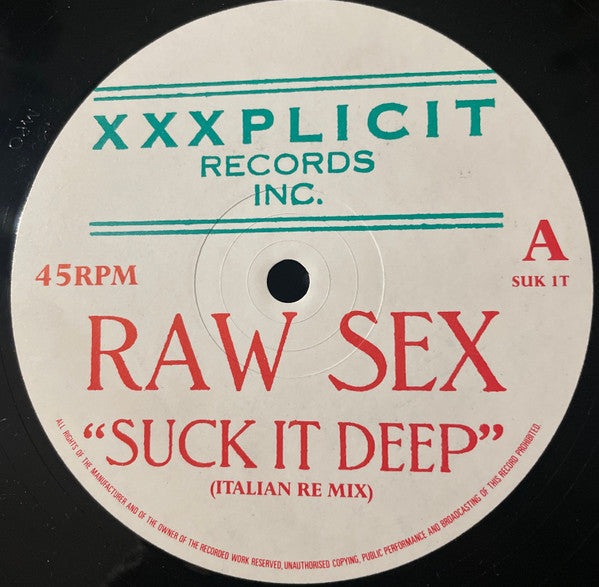 XXXPLICIT
RECORDS
INC.
A
45RPM
SUK 1T
RAW SEX
“SUCK IT DEEP”
(ITALIAN RE MIX)
ALL RIGHTS OF THE MANUFACTURER AND OF THE OWNER OF THE RECORDED WORK RESERVED, UNAUTHORISED COPYING, PUBLIC PERFORMANCE AND BROADCASTING OF THIS RECORD PROHIBITED.